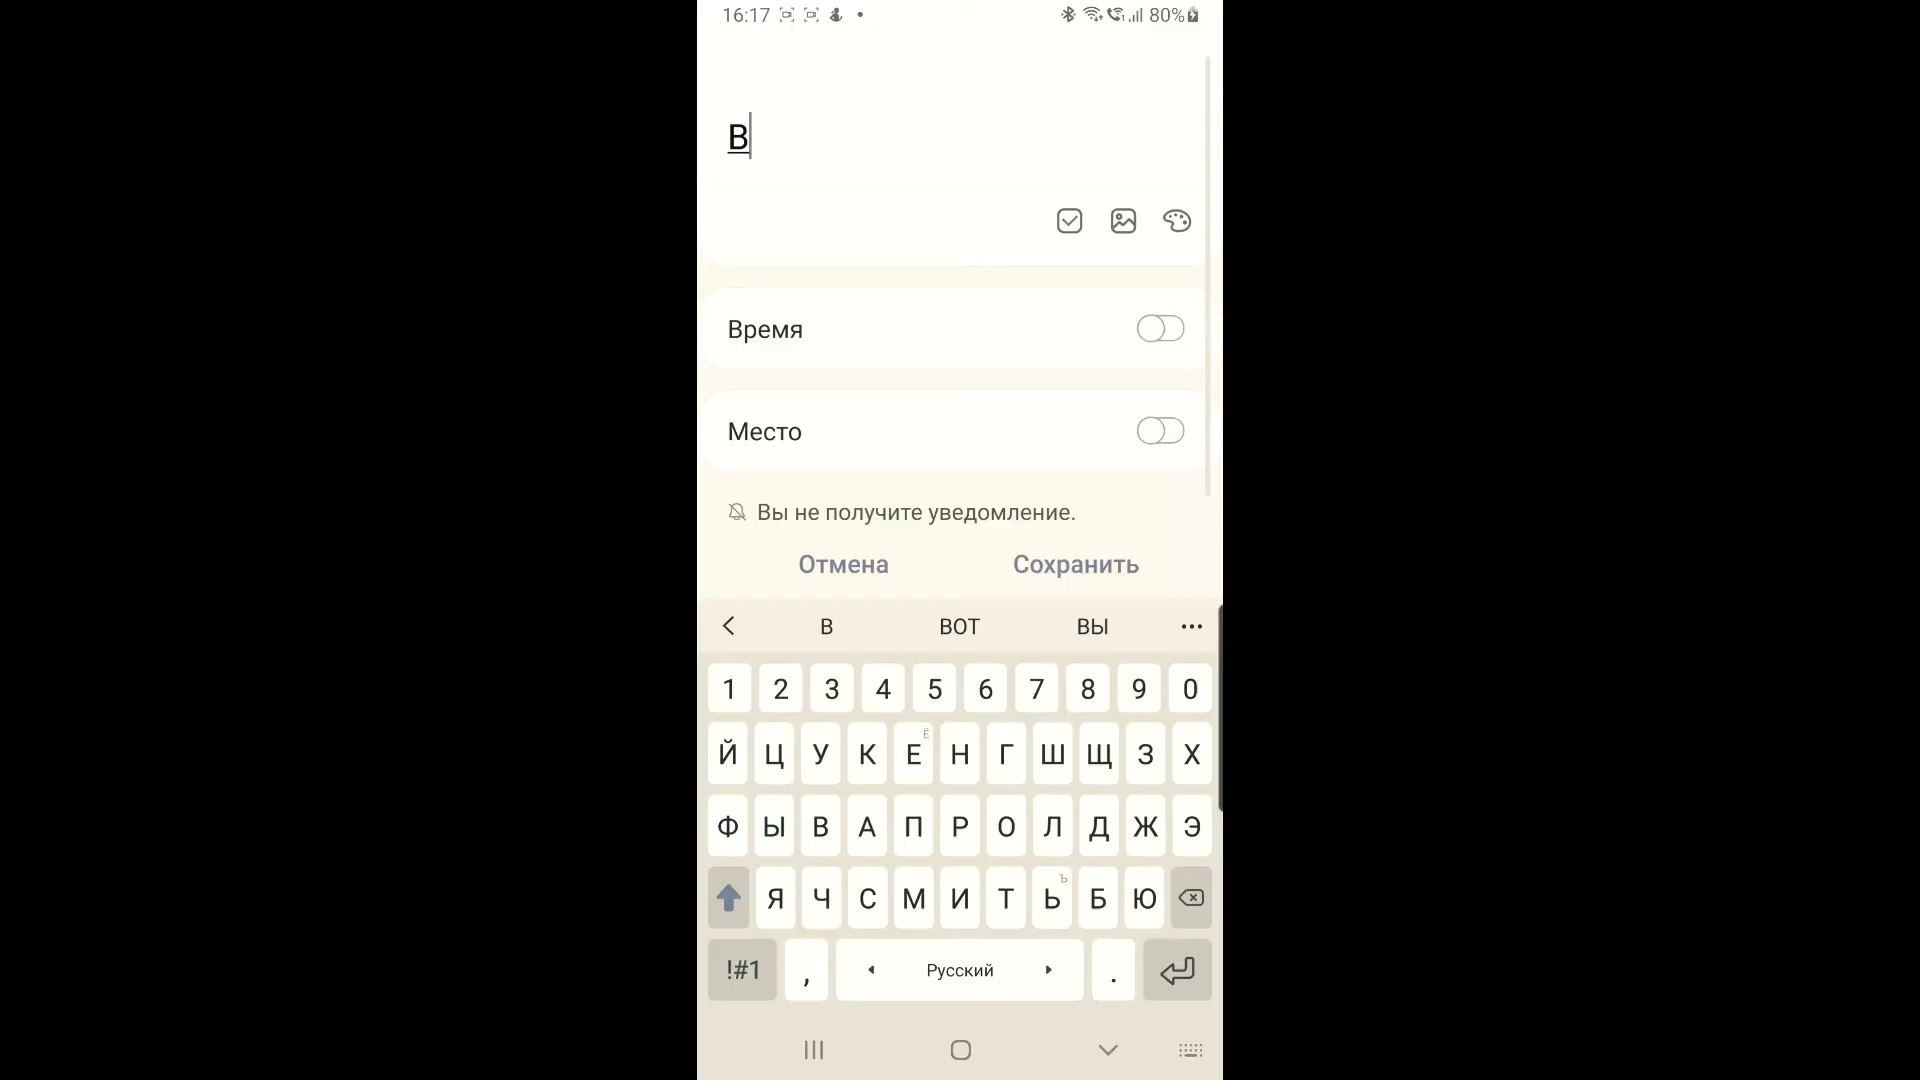 16:17 80%
В
Время
Место
Вы не получите уведомление.
Отмена Сохранить
В ВОТ ВЫ
1 2 3 4 5 6 7 8 9 0
Й Ц У К Е Ё Н Г Ш Щ З Х
Ф Ы В А П Р О Л Д Ж Э
Я Ч С М И Т Ь Ъ Б Ю
!#1 , Русский .